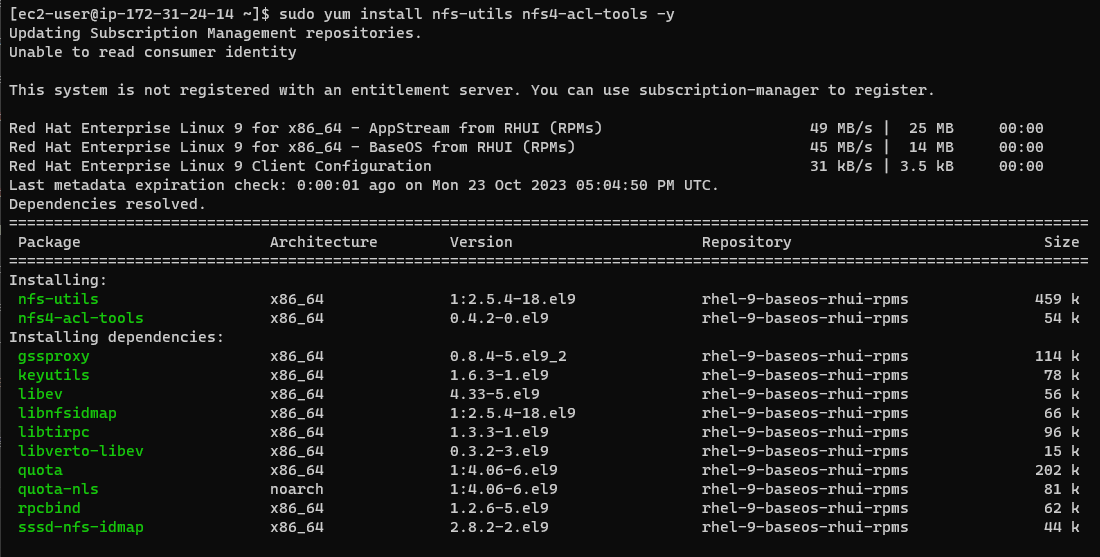 [ec2-user@ip-172-31-24-14 ~]$ sudo yum install nfs-utils nfs4-acl-tools -y
Updating Subscription Management repositories.
Unable to read consumer identity

This system is not registered with an entitlement server. You can use subscription-manager to register.

Red Hat Enterprise Linux 9 for x86_64 - AppStream from RHUI (RPMs)                       49 MB/s |  25 MB     00:00
Red Hat Enterprise Linux 9 for x86_64 - BaseOS from RHUI (RPMs)                          45 MB/s |  14 MB     00:00
Red Hat Enterprise Linux 9 Client Configuration                                          31 kB/s | 3.5 kB     00:00
Last metadata expiration check: 0:00:01 ago on Mon 23 Oct 2023 05:04:50 PM UTC.
Dependencies resolved.
========================================================================================================================
 Package                     Architecture        Version                     Repository                            Size
========================================================================================================================
Installing:
 nfs-utils                   x86_64              1:2.5.4-18.el9              rhel-9-baseos-rhui-rpms              459 k
 nfs4-acl-tools              x86_64              0.4.2-0.el9                 rhel-9-baseos-rhui-rpms               54 k
Installing dependencies:
 gssproxy                    x86_64              0.8.4-5.el9_2               rhel-9-baseos-rhui-rpms              114 k
 keyutils                    x86_64              1.6.3-1.el9                 rhel-9-baseos-rhui-rpms               78 k
 libev                       x86_64              4.33-5.el9                  rhel-9-baseos-rhui-rpms               56 k
 libnfsidmap                 x86_64              1:2.5.4-18.el9              rhel-9-baseos-rhui-rpms               66 k
 libtirpc                    x86_64              1.3.3-1.el9                 rhel-9-baseos-rhui-rpms               96 k
 libverto-libev              x86_64              0.3.2-3.el9                 rhel-9-baseos-rhui-rpms               15 k
 quota                       x86_64              1:4.06-6.el9                rhel-9-baseos-rhui-rpms              202 k
 quota-nls                   noarch              1:4.06-6.el9                rhel-9-baseos-rhui-rpms               81 k
 rpcbind                     x86_64              1.2.6-5.el9                 rhel-9-baseos-rhui-rpms               62 k
 sssd-nfs-idmap              x86_64              2.8.2-2.el9                 rhel-9-baseos-rhui-rpms               44 k